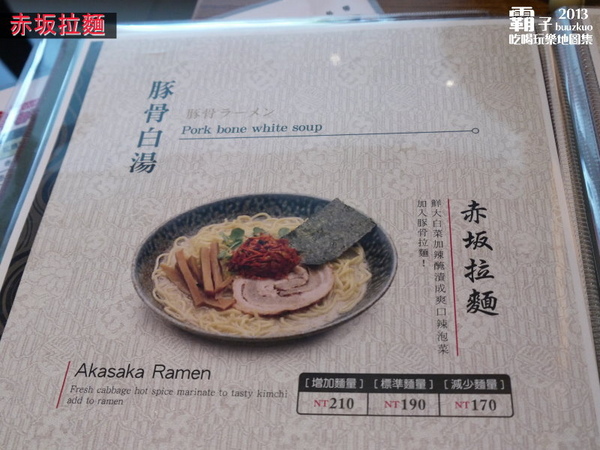 赤坂拉麵
霸子 2013
buuzkuo
吃喝玩樂地圖集
豚骨白湯
豚骨ラーメン
Pork bone white soup
赤坂拉麵
鮮大白菜加辣醃漬成爽口辣泡菜
加入豚骨拉麵！
Akasaka Ramen
Fresh cabbage hot spice marinate to tasty kimchi
add to ramen
[增加麵量] [標準麵量] [減少麵量]
NT210 NT190 NT170